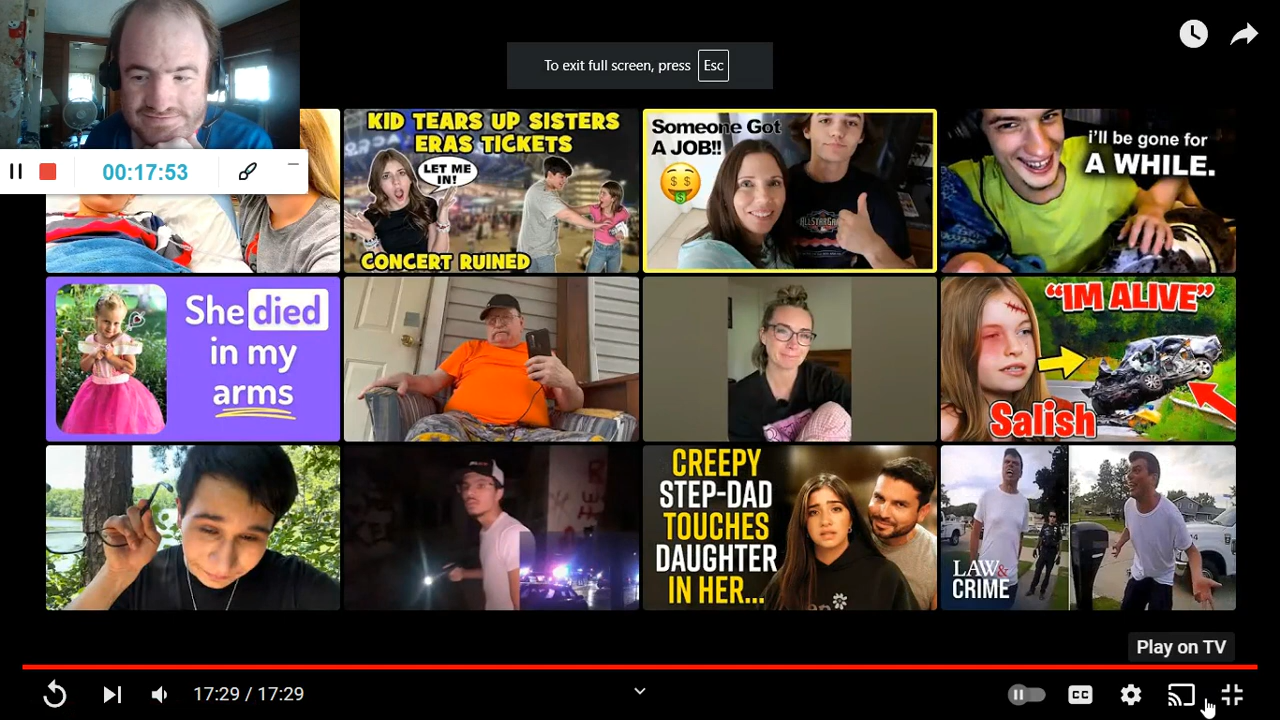 To exit full screen, press Esc
00:17:53
KID TEARS UP SISTERS
ERAS TICKETS
LET ME
IN!
CONCERT RUINED
Someone Got
A JOB!!
i'll be gone for
A WHILE.
She died
in my
arms
"IM ALIVE"
Salish
CREEPY
STEP-DAD
TOUCHES
DAUGHTER
IN HER...
LAW&
CRIME
Play on TV
17:29 / 17:29
CC